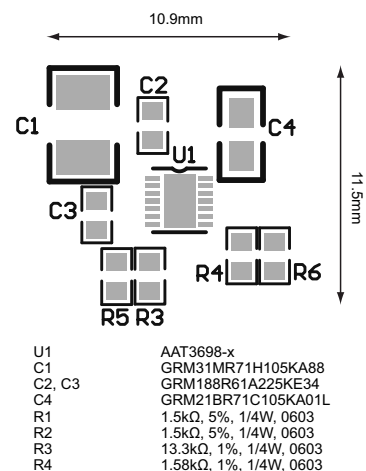 10.9mm
C2
C1
C4
U1
11.5mm
C3
R4
R6
R5 R3
U1 AAT3698-x
C1 GRM31MR71H105KA88
C2, C3 GRM188R61A225KE34
C4 GRM21BR71C105KA01L
R1 1.5kΩ, 5%, 1/4W, 0603
R2 1.5kΩ, 5%, 1/4W, 0603
R3 13.3kΩ, 1%, 1/4W, 0603
R4 1.58kΩ, 1%, 1/4W, 0603